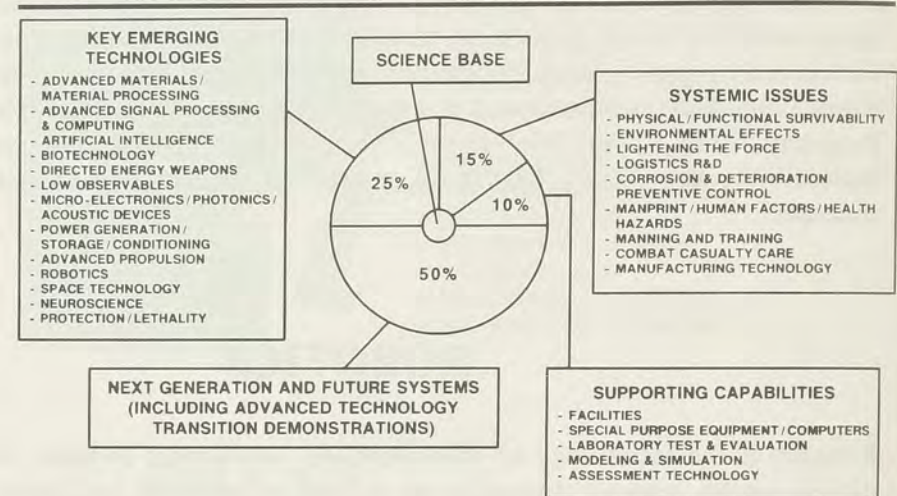 KEY EMERGING
TECHNOLOGIES
- ADVANCED MATERIALS /
MATERIAL PROCESSING
- ADVANCED SIGNAL PROCESSING
& COMPUTING
- ARTIFICIAL INTELLIGENCE
- BIOTECHNOLOGY
- DIRECTED ENERGY WEAPONS
- LOW OBSERVABLES
- MICRO-ELECTRONICS / PHOTONICS /
ACOUSTIC DEVICES
- POWER GENERATION /
STORAGE / CONDITIONING
- ADVANCED PROPULSION
- ROBOTICS
- SPACE TECHNOLOGY
- NEUROSCIENCE
- PROTECTION / LETHALITY
SCIENCE BASE
25%
15%
10%
50%
SYSTEMIC ISSUES
- PHYSICAL / FUNCTIONAL SURVIVABILITY
- ENVIRONMENTAL EFFECTS
- LIGHTENING THE FORCE
- LOGISTICS R&D
- CORROSION & DETERIORATION
PREVENTIVE CONTROL
- MANPRINT / HUMAN FACTORS / HEALTH
HAZARDS
- MANNING AND TRAINING
- COMBAT CASUALTY CARE
- MANUFACTURING TECHNOLOGY
NEXT GENERATION AND FUTURE SYSTEMS
(INCLUDING ADVANCED TECHNOLOGY
TRANSITION DEMONSTRATIONS)
SUPPORTING CAPABILITIES
- FACILITIES
- SPECIAL PURPOSE EQUIPMENT / COMPUTERS
- LABORATORY TEST & EVALUATION
- MODELING & SIMULATION
- ASSESSMENT TECHNOLOGY